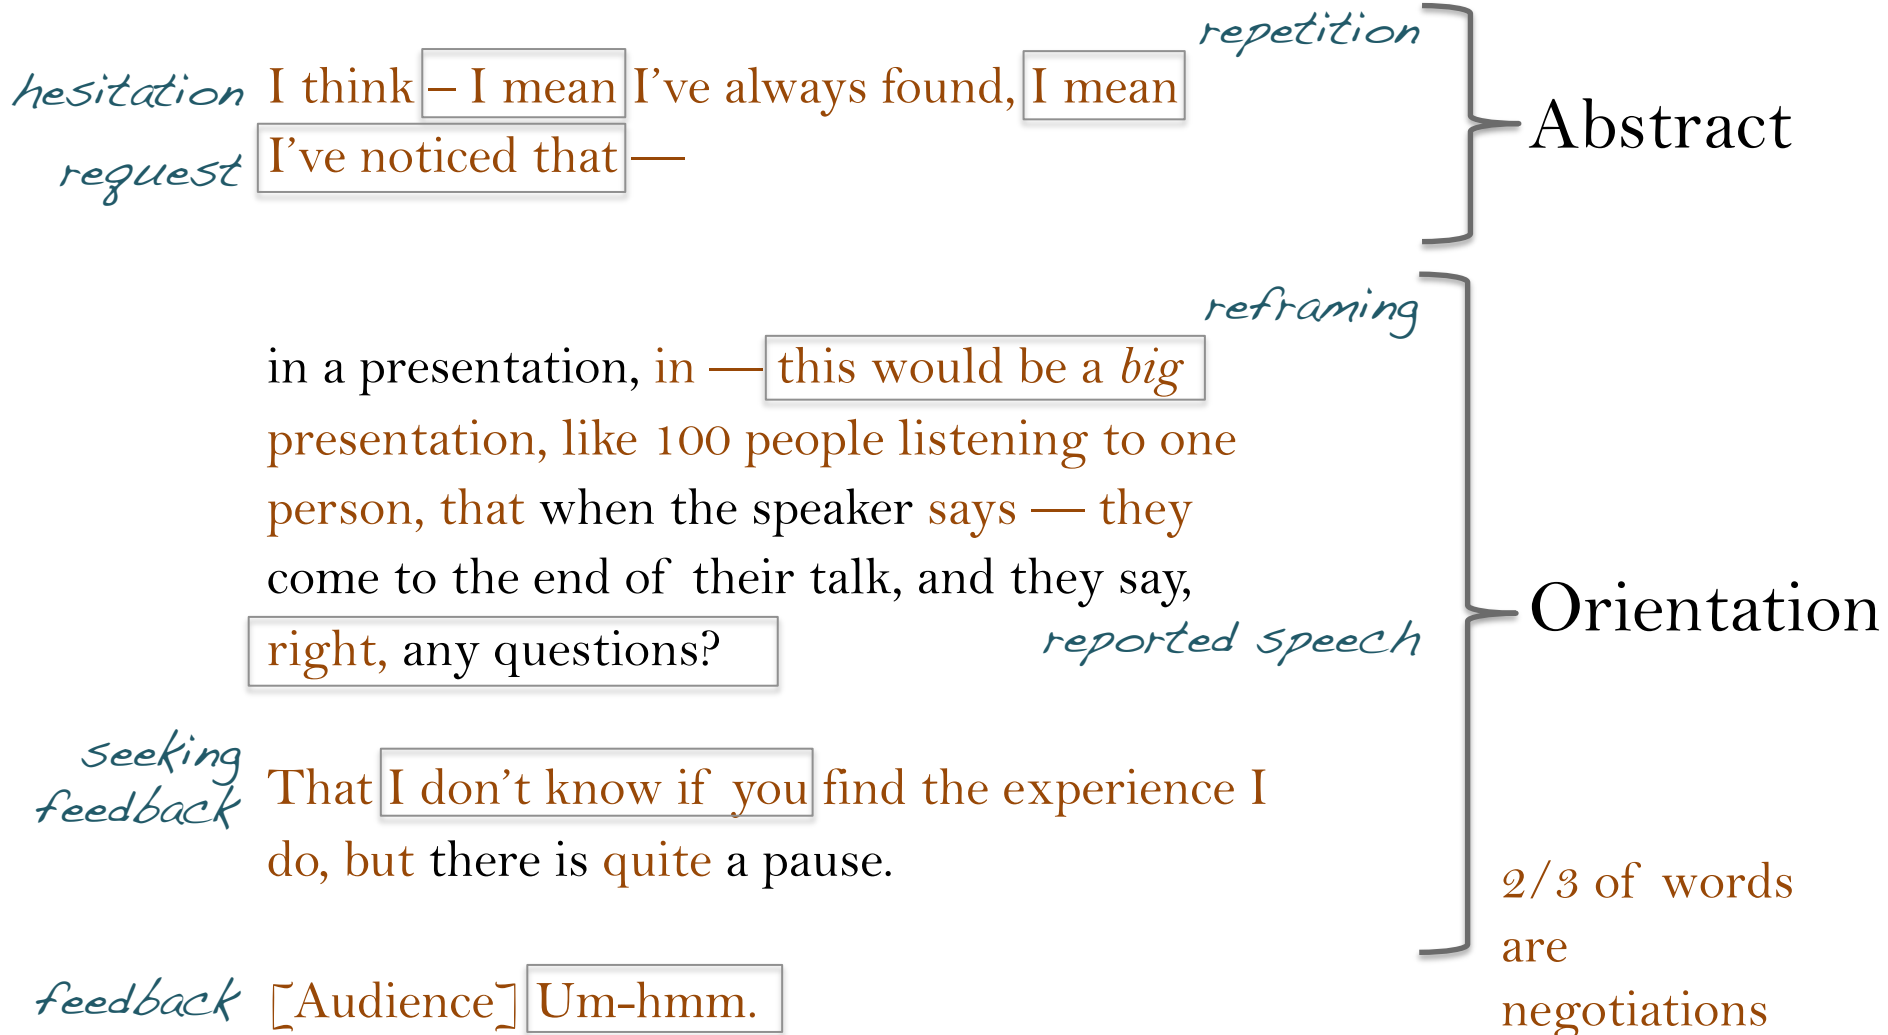 repetition
hesitation I think – I mean I've always found, I mean
request I've noticed that —
Abstract
reframing
in a presentation, in — this would be a big
presentation, like 100 people listening to one
person, that when the speaker says — they
come to the end of their talk, and they say,
right, any questions?
reported speech
Orientation
seeking
feedback
That I don't know if you find the experience I
do, but there is quite a pause.
2/3 of words
are
negotiations
feedback [Audience] Um-hmm.